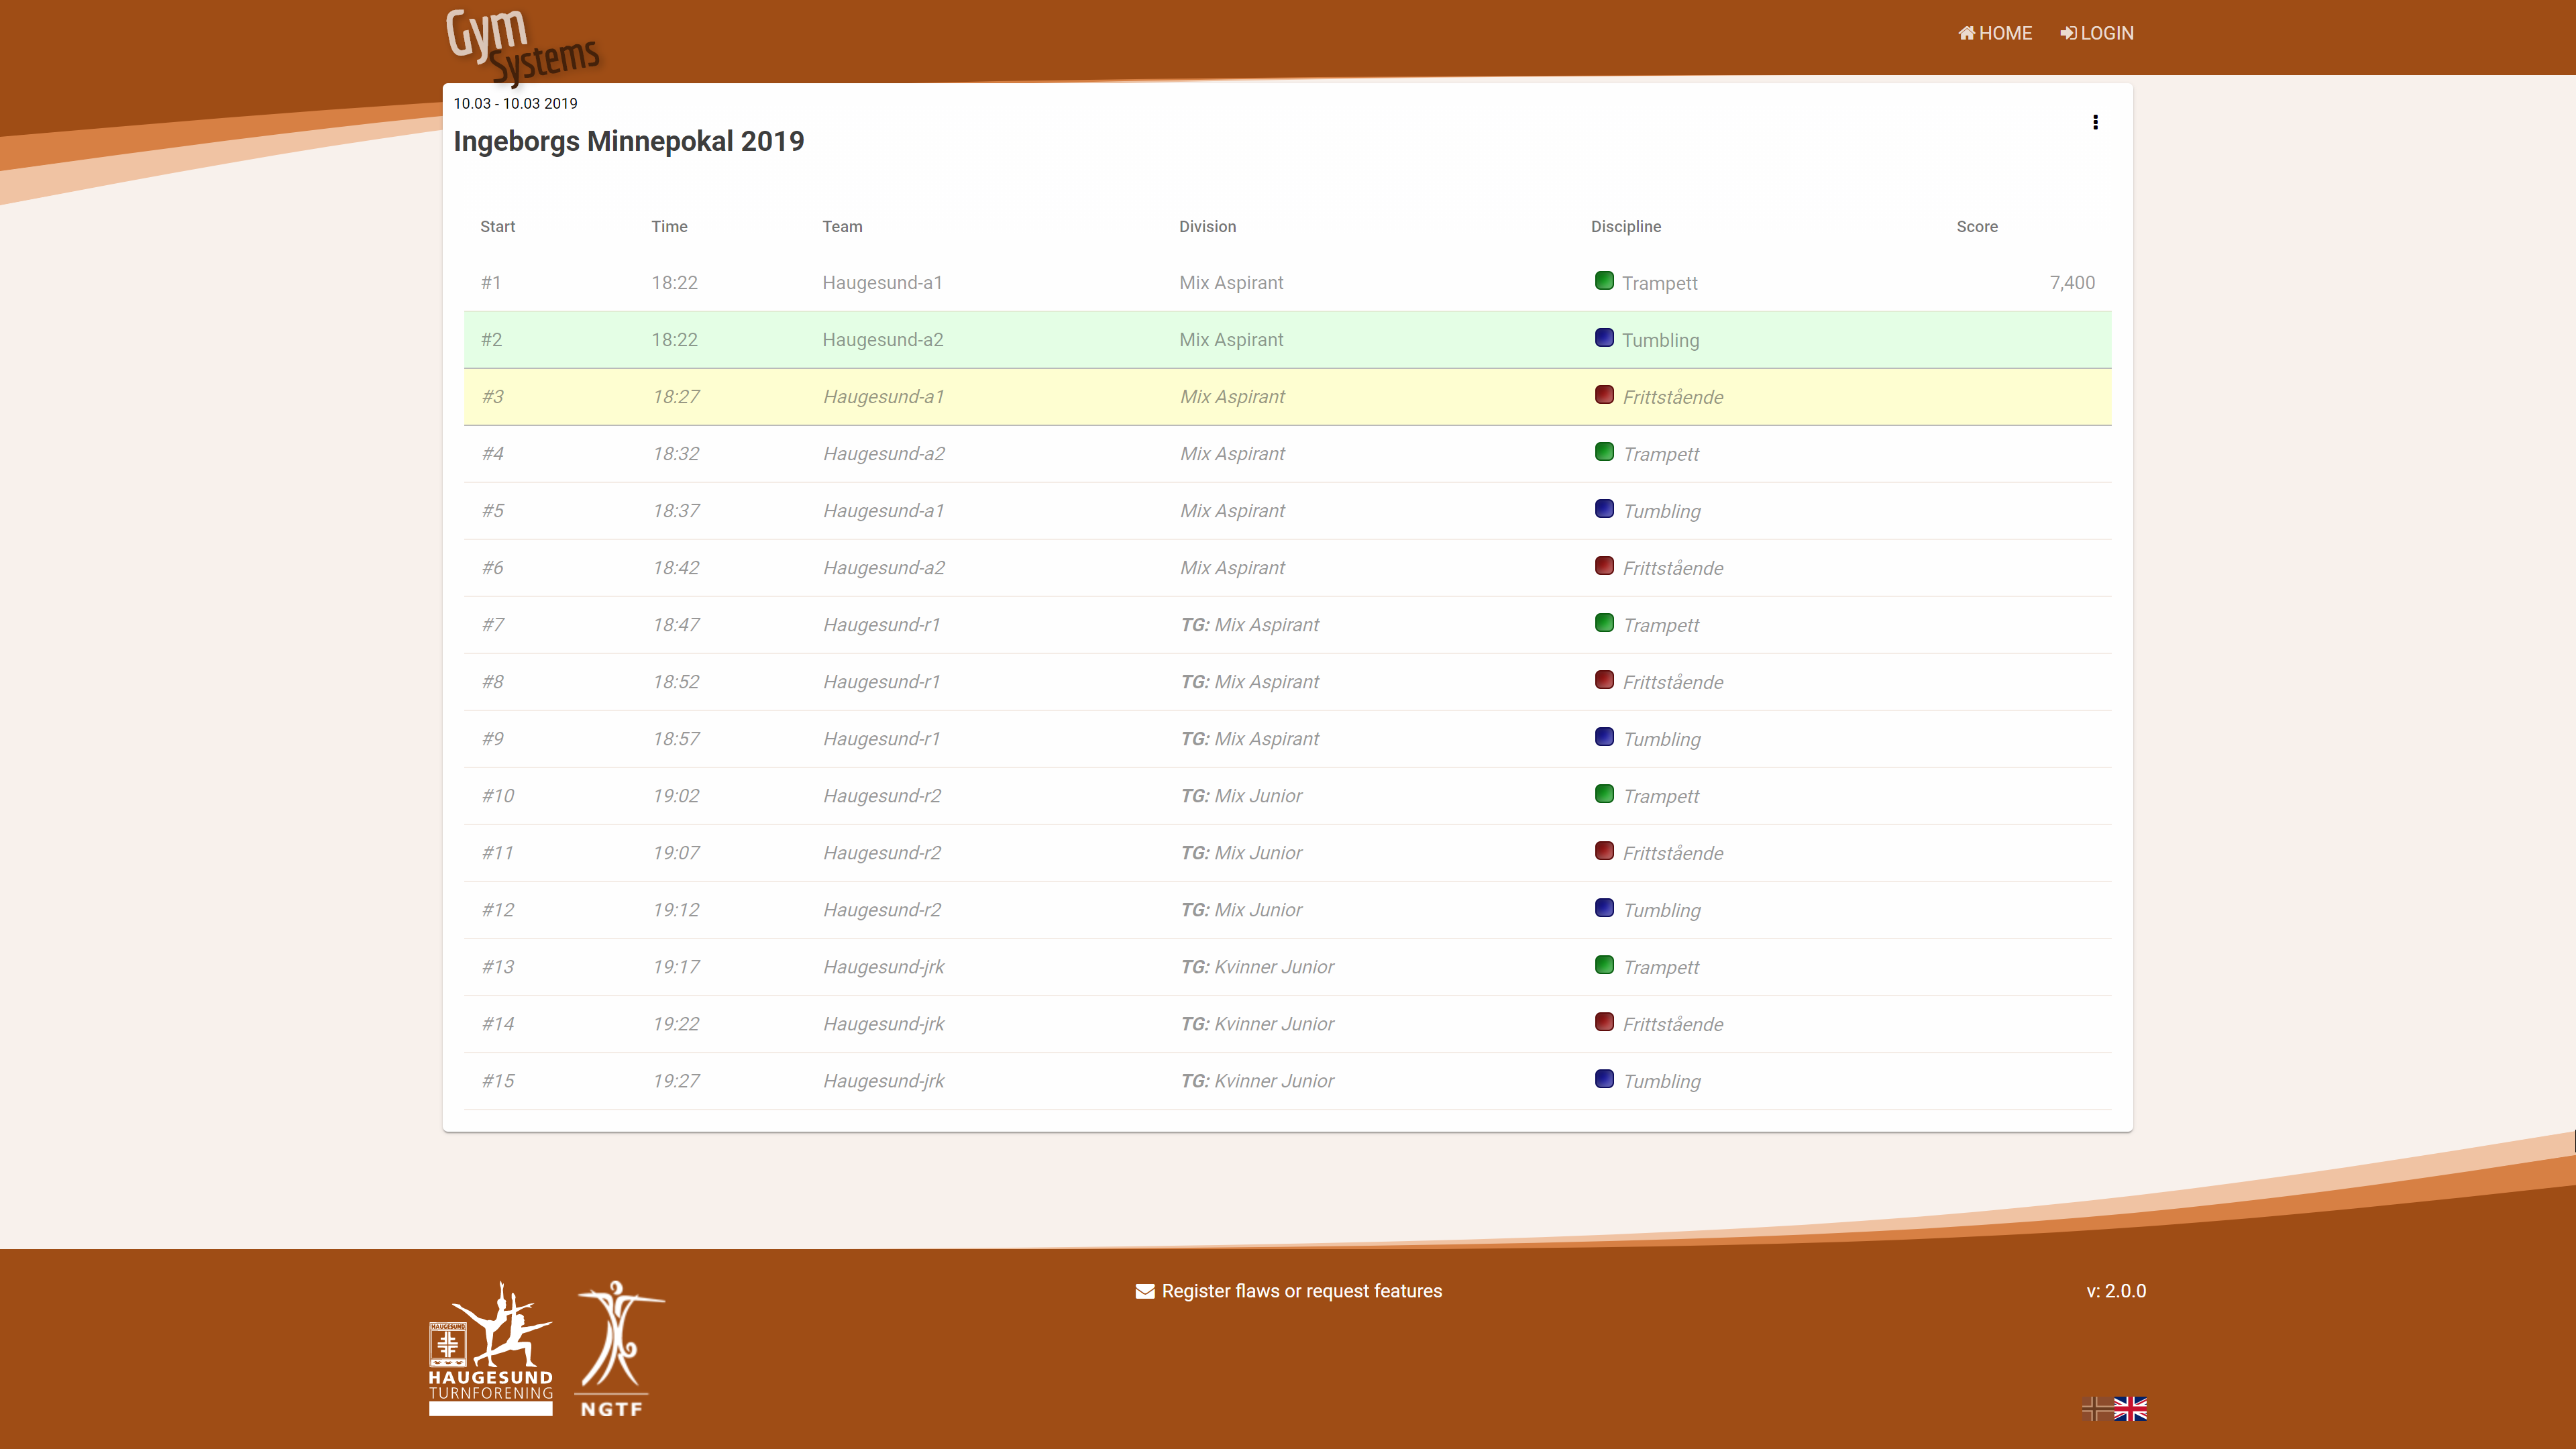 Gym
Systems
HOME LOGIN
10.03 - 10.03 2019
Ingeborgs Minnepokal 2019
Start Time Team Division Discipline Score
#1 18:22 Haugesund-a1 Mix Aspirant Trampett 7,400
#2 18:22 Haugesund-a2 Mix Aspirant Tumbling
#3 18:27 Haugesund-a1 Mix Aspirant Frittstående
#4 18:32 Haugesund-a2 Mix Aspirant Trampett
#5 18:37 Haugesund-a1 Mix Aspirant Tumbling
#6 18:42 Haugesund-a2 Mix Aspirant Frittstående
#7 18:47 Haugesund-r1 TG: Mix Aspirant Trampett
#8 18:52 Haugesund-r1 TG: Mix Aspirant Frittstående
#9 18:57 Haugesund-r1 TG: Mix Aspirant Tumbling
#10 19:02 Haugesund-r2 TG: Mix Junior Trampett
#11 19:07 Haugesund-r2 TG: Mix Junior Frittstående
#12 19:12 Haugesund-r2 TG: Mix Junior Tumbling
#13 19:17 Haugesund-jrk TG: Kvinner Junior Trampett
#14 19:22 Haugesund-jrk TG: Kvinner Junior Frittstående
#15 19:27 Haugesund-jrk TG: Kvinner Junior Tumbling
Register flaws or request features
v: 2.0.0
HAUGESUND
HAUGESUND
TURNFORENING
NGTF